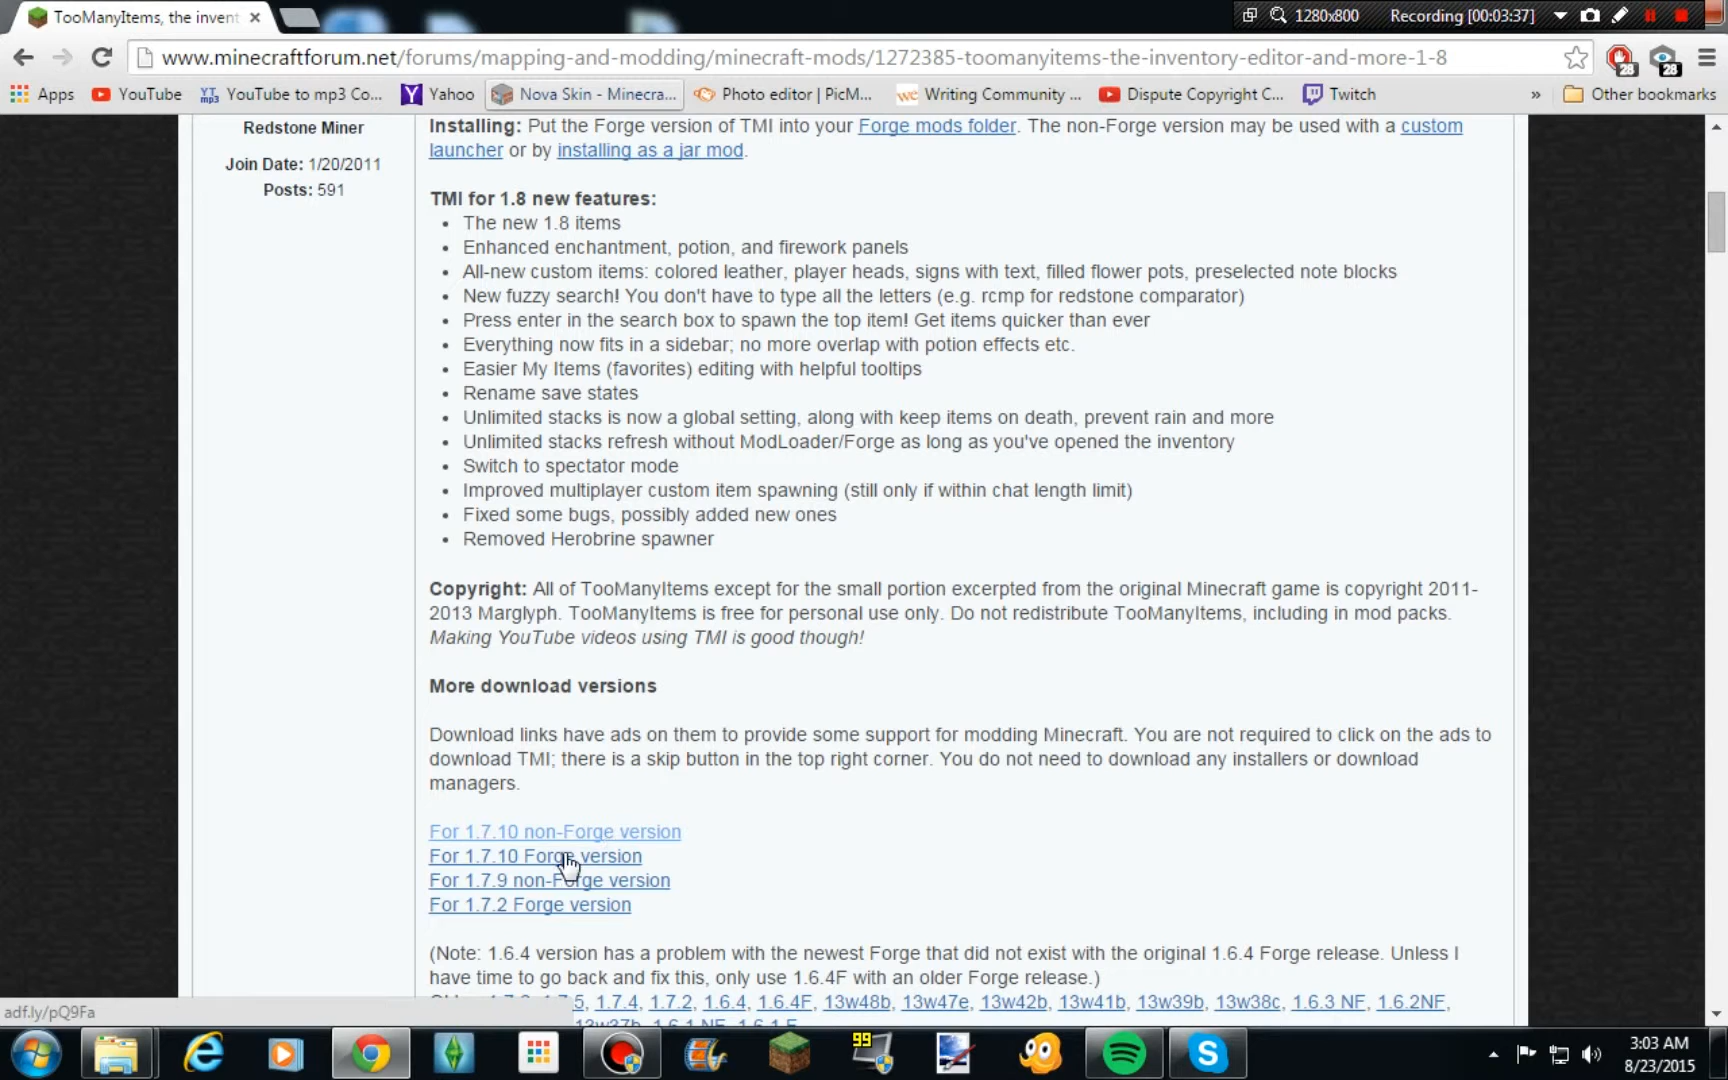 TooManyItems, the invent
1280x800
Recording [00:03:37]
www.minecraftforum.net/forums/mapping-and-modding/minecraft-mods/1272385-toomanyitems-the-inventory-editor-and-more-1-8
28
28
Apps
YouTube
YouTube to mp3 Co...
Yahoo
Nova Skin - Minecra...
Photo editor | PicM...
Writing Community ...
Dispute Copyright C...
Twitch
»
Other bookmarks
Redstone Miner
Join Date: 1/20/2011
Posts: 591
Installing: Put the Forge version of TMI into your Forge mods folder. The non-Forge version may be used with a custom
launcher or by installing as a jar mod.
TMI for 1.8 new features:
• The new 1.8 items
• Enhanced enchantment, potion, and firework panels
• All-new custom items: colored leather, player heads, signs with text, filled flower pots, preselected note blocks
• New fuzzy search! You don't have to type all the letters (e.g. rcmp for redstone comparator)
• Press enter in the search box to spawn the top item! Get items quicker than ever
• Everything now fits in a sidebar; no more overlap with potion effects etc.
• Easier My Items (favorites) editing with helpful tooltips
• Rename save states
• Unlimited stacks is now a global setting, along with keep items on death, prevent rain and more
• Unlimited stacks refresh without ModLoader/Forge as long as you've opened the inventory
• Switch to spectator mode
• Improved multiplayer custom item spawning (still only if within chat length limit)
• Fixed some bugs, possibly added new ones
• Removed Herobrine spawner
Copyright: All of TooManyItems except for the small portion excerpted from the original Minecraft game is copyright 2011-
2013 Marglyph. TooManyItems is free for personal use only. Do not redistribute TooManyItems, including in mod packs.
Making YouTube videos using TMI is good though!
More download versions
Download links have ads on them to provide some support for modding Minecraft. You are not required to click on the ads to
download TMI; there is a skip button in the top right corner. You do not need to download any installers or download
managers.
For 1.7.10 non-Forge version
For 1.7.10 Forge version
For 1.7.9 non-Forge version
For 1.7.2 Forge version
(Note: 1.6.4 version has a problem with the newest Forge that did not exist with the original 1.6.4 Forge release. Unless I
have time to go back and fix this, only use 1.6.4F with an older Forge release.)
1.7.4, 1.7.2, 1.6.4, 1.6.4F, 13w48b, 13w47e, 13w42b, 13w41b, 13w39b, 13w38c, 1.6.3 NF, 1.6.2NF,
adf.ly/pQ9Fa
99
3:03 AM
8/23/2015